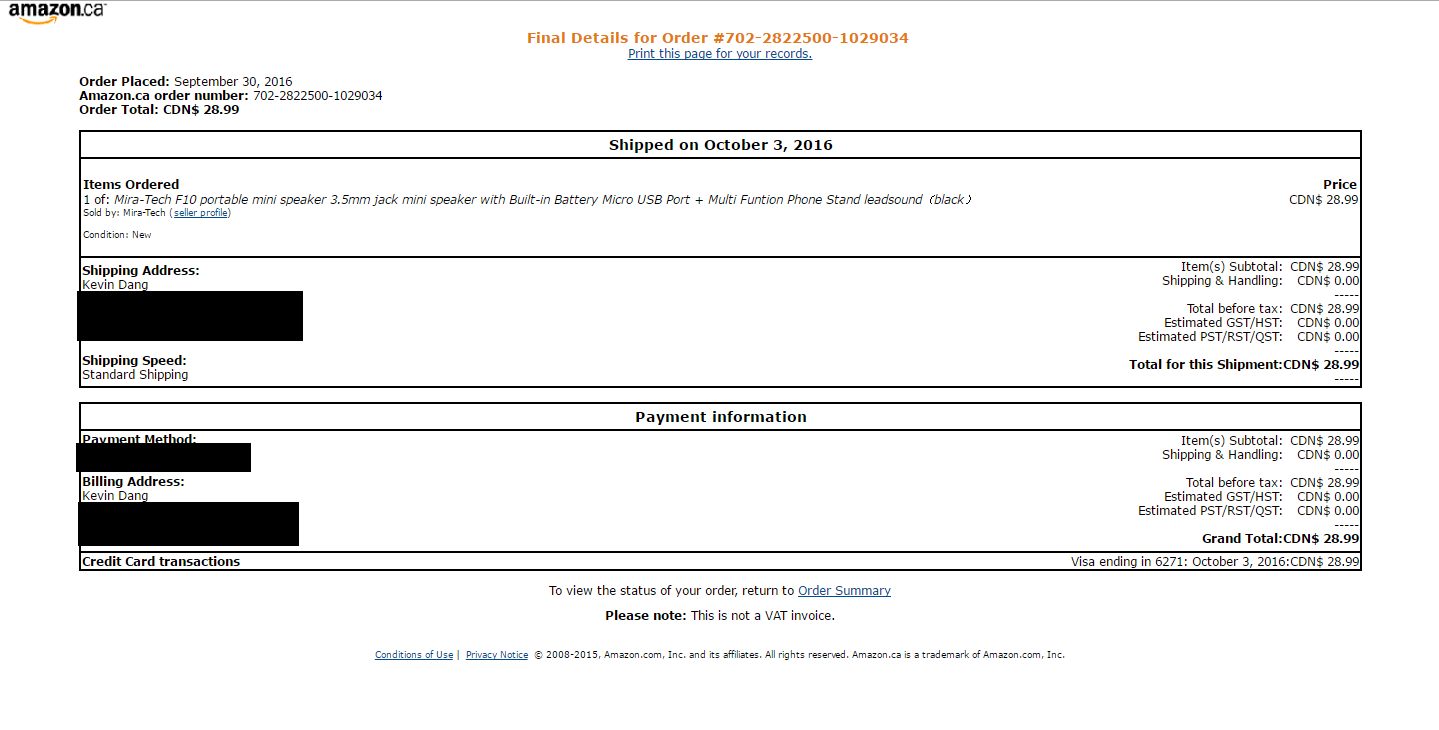 amazon.ca
Final Details for Order #702-2822500-1029034
Print this page for your records.
Order Placed: September 30, 2016
Amazon.ca order number: 702-2822500-1029034
Order Total: CDN$ 28.99
Shipped on October 3, 2016
Items Ordered Price
1 of: Mira-Tech F10 portable mini speaker 3.5mm jack mini speaker with Built-in Battery Micro USB Port + Multi Funtion Phone Stand leadsound（black） CDN$ 28.99
Sold by: Mira-Tech (seller profile)
Condition: New
Shipping Address:
Kevin Dang
Shipping Speed:
Standard Shipping
Item(s) Subtotal: CDN$ 28.99
Shipping & Handling: CDN$ 0.00
-----
Total before tax: CDN$ 28.99
Estimated GST/HST: CDN$ 0.00
Estimated PST/RST/QST: CDN$ 0.00
-----
Total for this Shipment:CDN$ 28.99
-----
Payment information
Payment Method:
Billing Address:
Kevin Dang
Item(s) Subtotal: CDN$ 28.99
Shipping & Handling: CDN$ 0.00
-----
Total before tax: CDN$ 28.99
Estimated GST/HST: CDN$ 0.00
Estimated PST/RST/QST: CDN$ 0.00
-----
Grand Total:CDN$ 28.99
Credit Card transactions Visa ending in 6271: October 3, 2016:CDN$ 28.99
To view the status of your order, return to Order Summary
Please note: This is not a VAT invoice.
Conditions of Use | Privacy Notice © 2008-2015, Amazon.com, Inc. and its affiliates. All rights reserved. Amazon.ca is a trademark of Amazon.com, Inc.